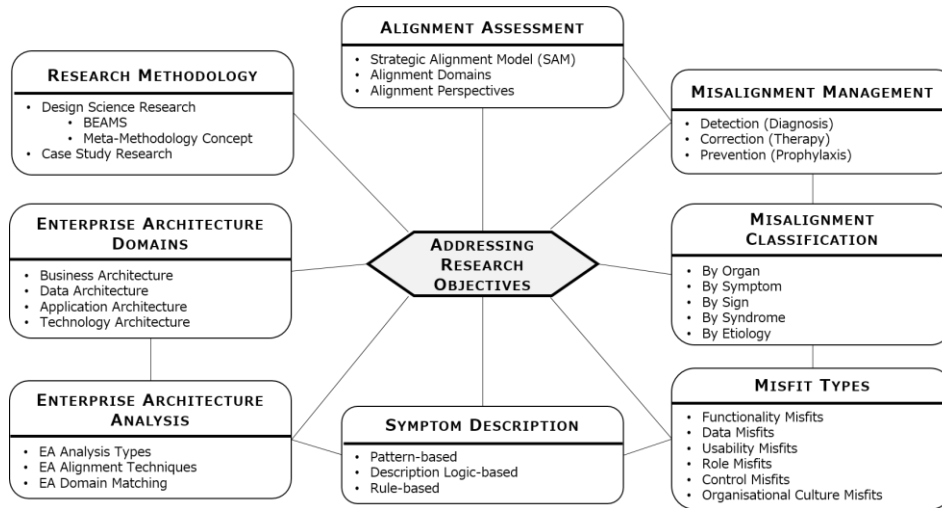 ALIGNMENT ASSESSMENT
Strategic Alignment Model (SAM)
Alignment Domains
Alignment Perspectives
RESEARCH METHODOLOGY
Design Science Research
BEAMS
Meta-Methodology Concept
Case Study Research
MISALIGNMENT MANAGEMENT
Detection (Diagnosis)
Correction (Therapy)
Prevention (Prophylaxis)
ENTERPRISE ARCHITECTURE
DOMAINS
Business Architecture
Data Architecture
Application Architecture
Technology Architecture
ADDRESSING
RESEARCH
OBJECTIVES
MISALIGNMENT
CLASSIFICATION
By Organ
By Symptom
By Sign
By Syndrome
By Etiology
ENTERPRISE ARCHITECTURE
ANALYSIS
EA Analysis Types
EA Alignment Techniques
EA Domain Matching
SYMPTOM DESCRIPTION
Pattern-based
Description Logic-based
Rule-based
MISFIT TYPES
Functionality Misfits
Data Misfits
Usability Misfits
Role Misfits
Control Misfits
Organisational Culture Misfits